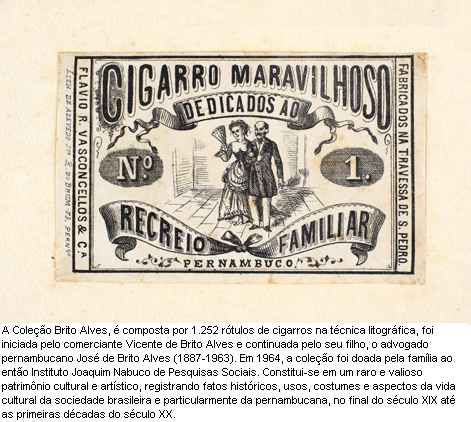 CIGARRO MARAVILHOSO
DEDICADOS AO
Nº 1.
RECREIO FAMILIAR
PERNAMBUCO.
FLAVIO R. VASCONCELLOS & Cª
FABRICADOS NA TRAVESSA DE S. PEDRO.
A Coleção Brito Alves, é composta por 1.252 rótulos de cigarros na técnica litográfica, foi
iniciada pelo comerciante Vicente de Brito Alves e continuada pelo seu filho, o advogado
pernambucano José de Brito Alves (1887-1963). Em 1964, a coleção foi doada pela família ao
então Instituto Joaquim Nabuco de Pesquisas Sociais. Constitui-se em um raro e valioso
patrimônio cultural e artístico, registrando fatos históricos, usos, costumes e aspectos da vida
cultural da sociedade brasileira e particularmente da pernambucana, no final do século XIX até
as primeiras décadas do século XX.